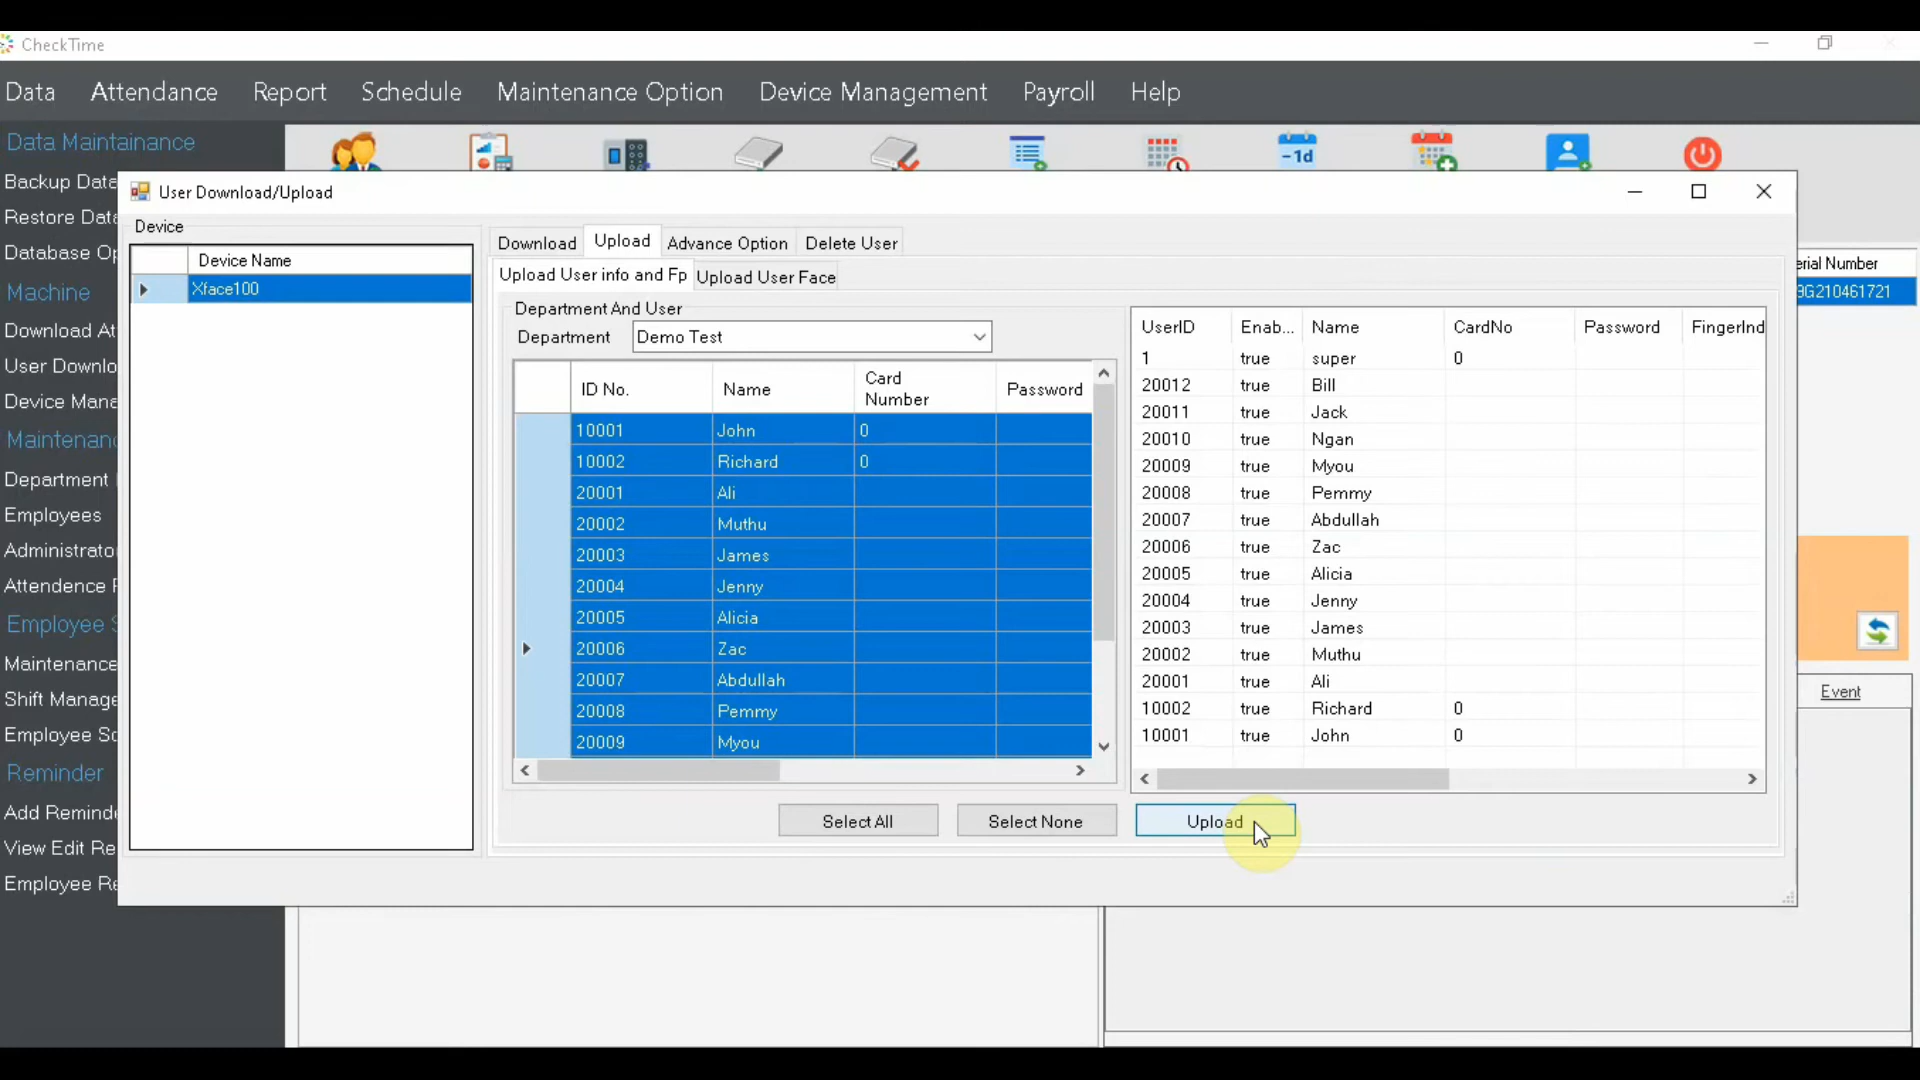 CheckTime
Data Attendance Report Schedule Maintenance Option Device Management Payroll Help
Data Maintainance
-1d
Backup Data
Restore Data
Database Op
Machine
Download At
User Downlo
Device Mana
Maintenanc
Department
Employees
Administrato
Attendence
Employee S
Maintenance
Shift Manage
Employee Sc
Reminder
Add Reminde
View Edit Re
Employee Re
User Download/Upload
Device
Device Name
Xface100
Download Upload Advance Option Delete User
Upload User info and Fp Upload User Face
Department And User
Department Demo Test
ID No. Name Card Number Password
10001 John 0
10002 Richard 0
20001 Ali
20002 Muthu
20003 James
20004 Jenny
20005 Alicia
20006 Zac
20007 Abdullah
20008 Pemmy
20009 Myou
UserID Enab... Name CardNo Password FingerInd
1 true super 0
20012 true Bill
20011 true Jack
20010 true Ngan
20009 true Myou
20008 true Pemmy
20007 true Abdullah
20006 true Zac
20005 true Alicia
20004 true Jenny
20003 true James
20002 true Muthu
20001 true Ali
10002 true Richard 0
10001 true John 0
Select All Select None Upload
erial Number
9G210461721
Event